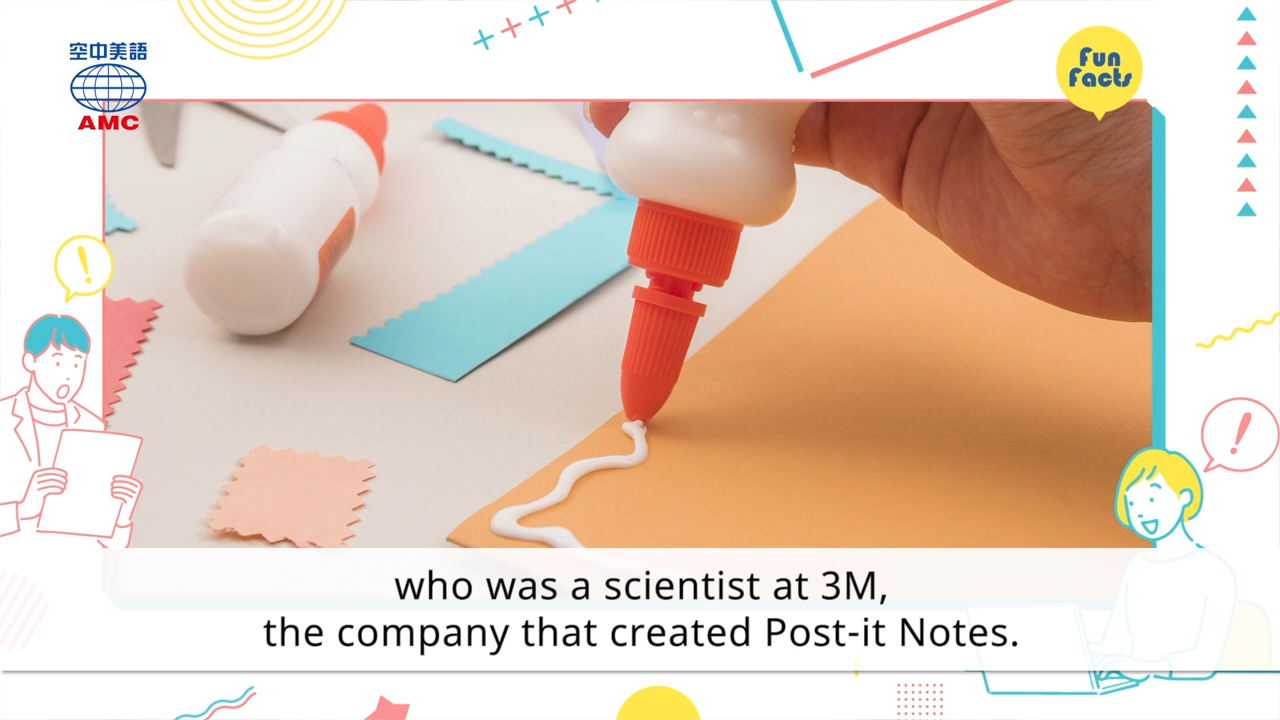 空中美語
AMC
Fun
Facts
who was a scientist at 3M,
the company that created Post-it Notes.